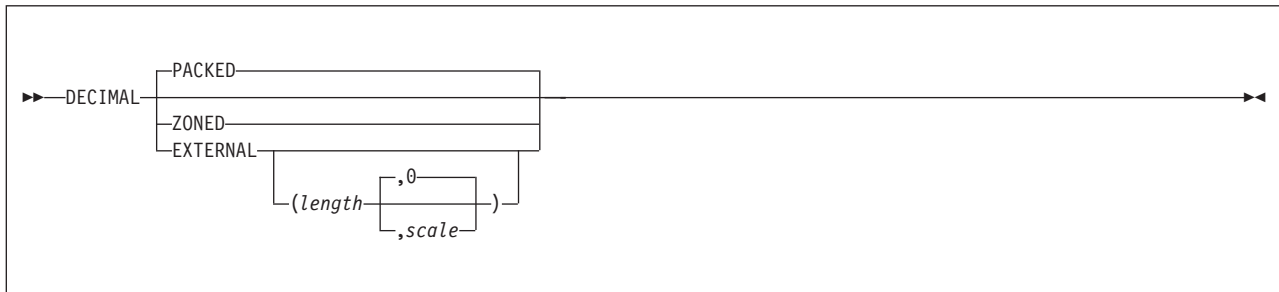 PACKED
DECIMAL
ZONED
EXTERNAL
,0
(length )
,scale